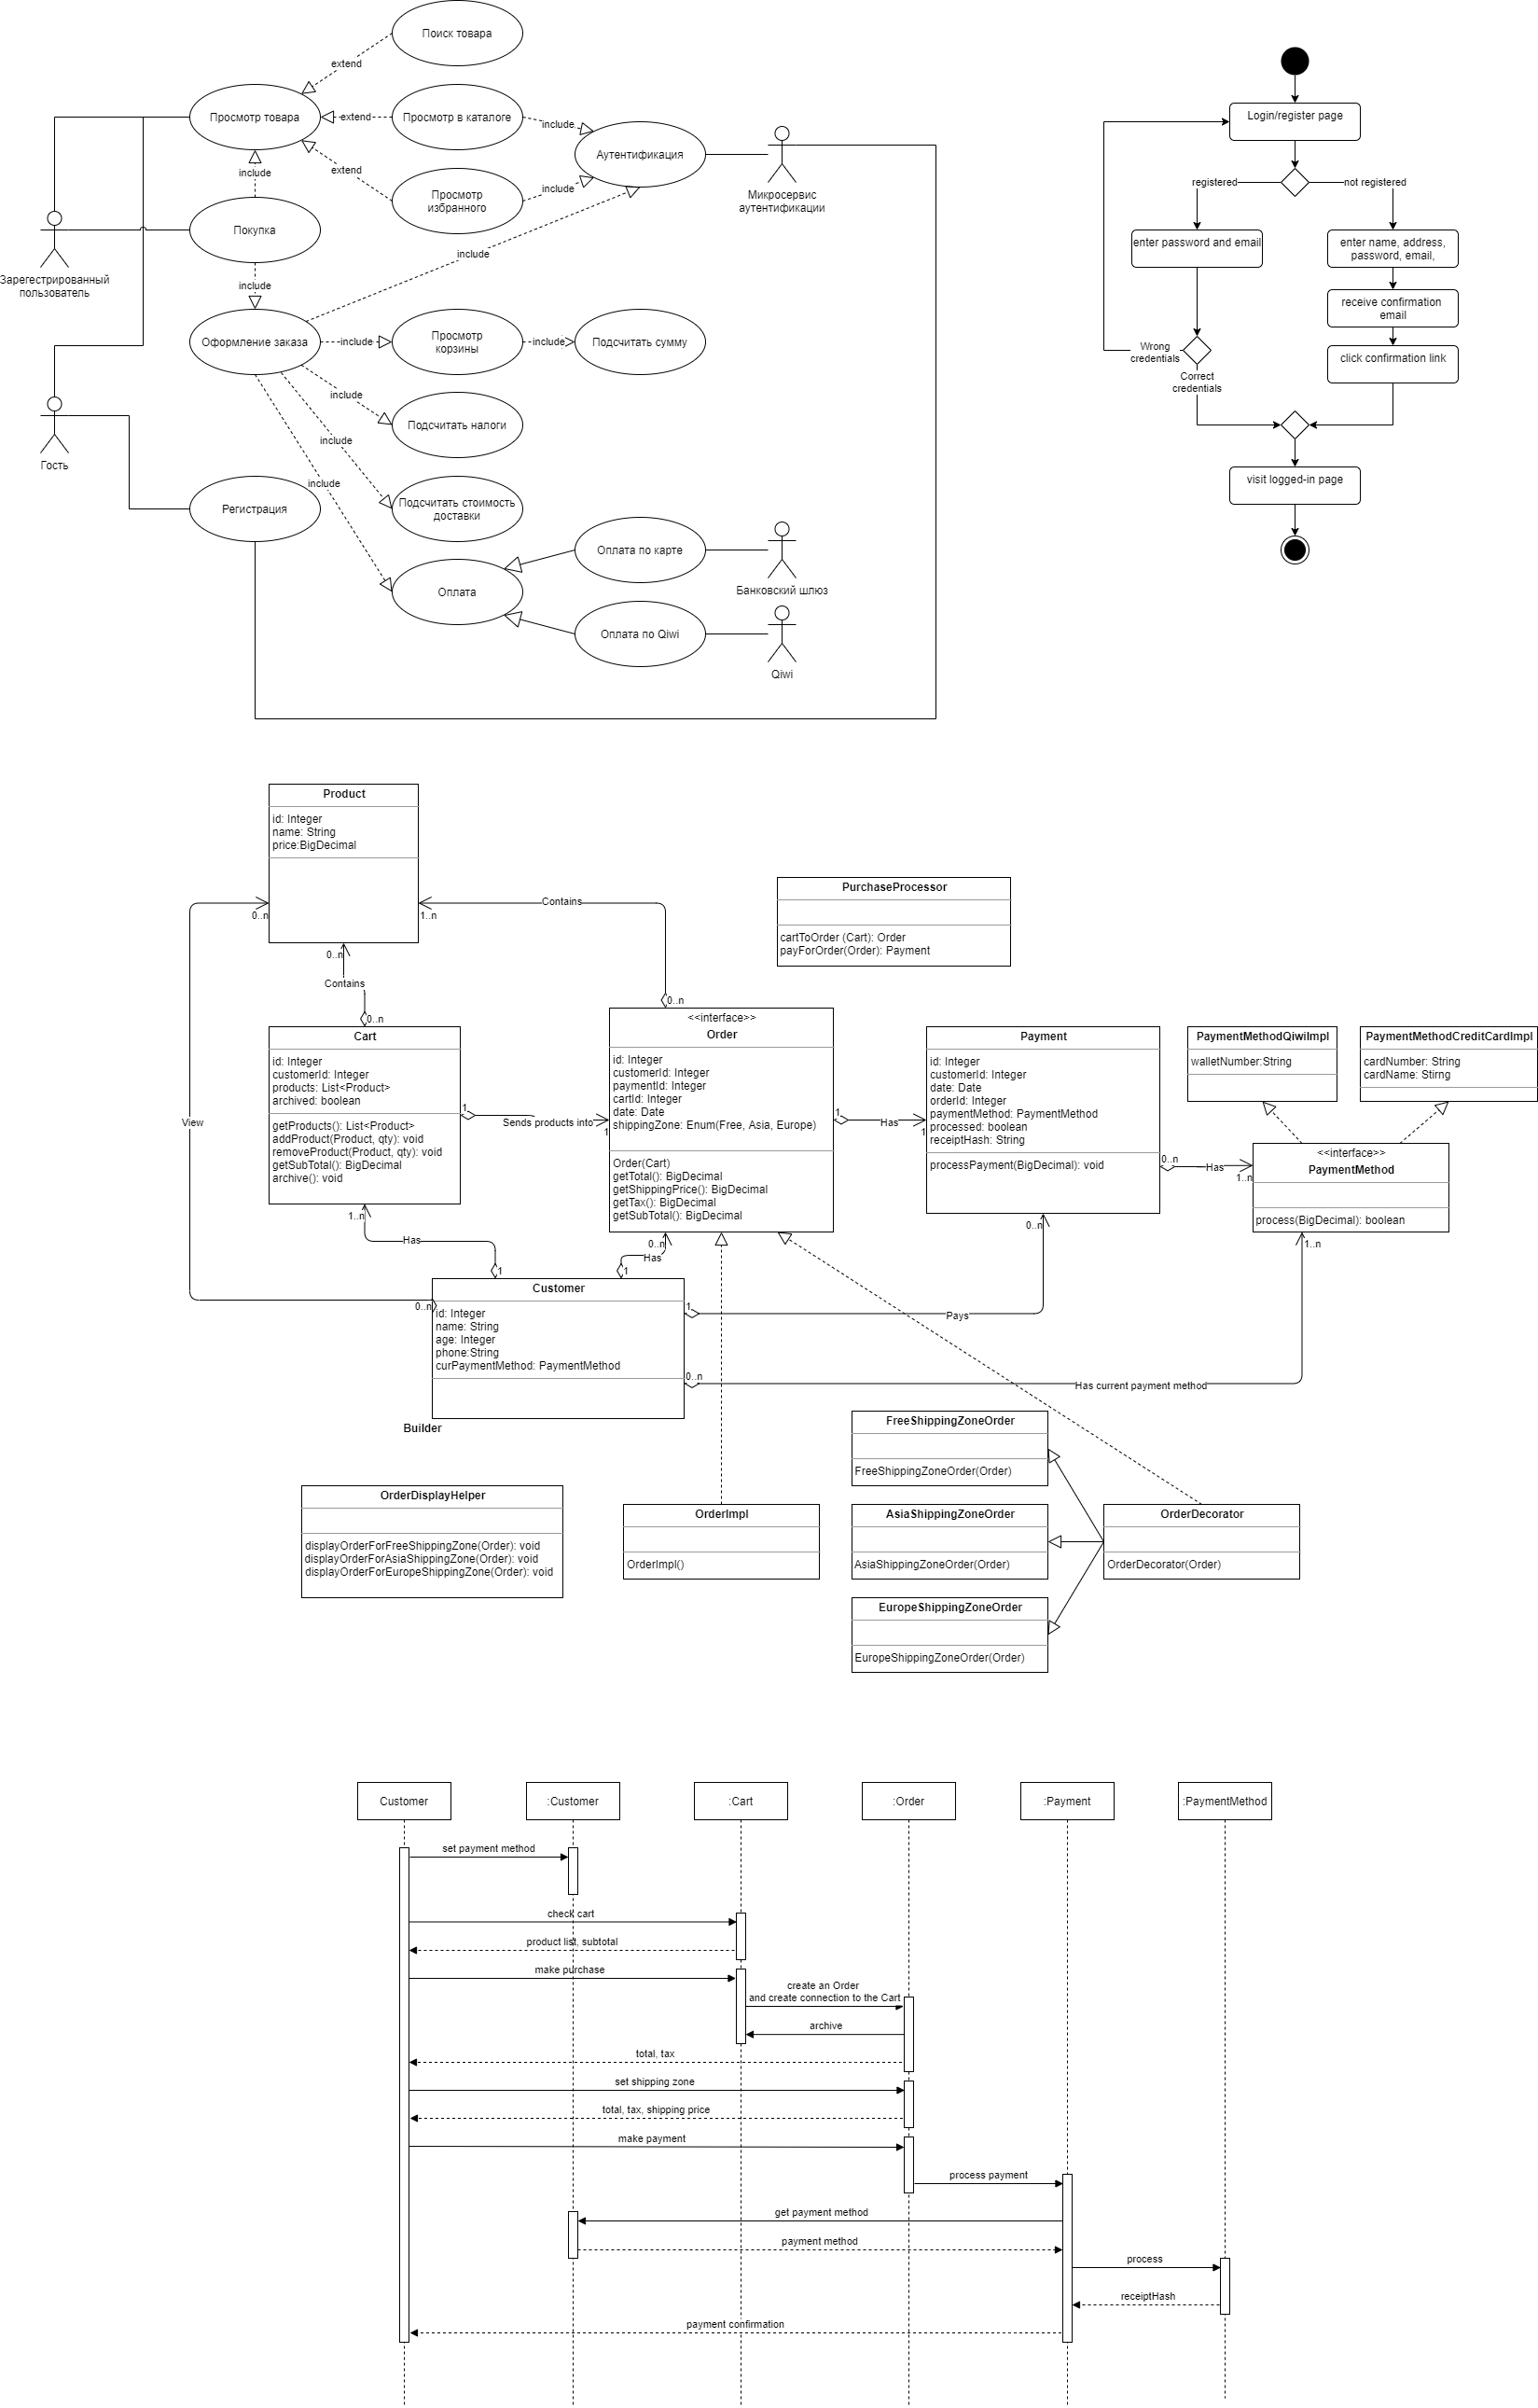 Поиск товара
extend
Просмотр товара
extend
Просмотр в каталоге
include
Аутентификация
Микросервис
аутентификации
extend
include
include
Просмотр
избранного
Покупка
include
Зарегестрированный
пользователь
include
Оформление заказа
include
Просмотр
корзины
include
Подсчитать сумму
include
Подсчитать налоги
include
Гость
include
Регистрация
Подсчитать стоимость
доставки
Оплата по карте
Банковский шлюз
Оплата
Оплата по Qiwi
Qiwi
Login/register page
registered
not registered
enter password and email
enter name, address,
password, email,
receive confirmation
email
Wrong
credentials
click confirmation link
Correct
credentials
visit logged-in page
Product
id: Integer
name: String
price:BigDecimal
0..n
Contains
1..n
0..n
Contains
0..n
0..n
View
PurchaseProcessor
cartToOrder (Cart): Order
payForOrder(Order): Payment
Cart
id: Integer
customerId: Integer
products: List<Product>
archived: boolean
getProducts(): List<Product>
addProduct(Product, qty): void
removeProduct(Product, qty): void
getSubTotal(): BigDecimal
archive(): void
1
Sends products into
1
<<interface>>
Order
id: Integer
customerId: Integer
paymentId: Integer
cartId: Integer
date: Date
shippingZone: Enum(Free, Asia, Europe)
Order(Cart)
getTotal(): BigDecimal
getShippingPrice(): BigDecimal
getTax(): BigDecimal
getSubTotal(): BigDecimal
1
Has
1
Payment
id: Integer
customerId: Integer
date: Date
orderId: Integer
paymentMethod: PaymentMethod
processed: boolean
receiptHash: String
processPayment(BigDecimal): void
0..n
Has
1..n
PaymentMethodQiwiImpl
walletNumber:String
PaymentMethodCreditCardImpl
cardNumber: String
cardName: Stirng
<<interface>>
PaymentMethod
process(BigDecimal): boolean
1..n
Has
1
0..n
Has
1
0..n
1..n
0..n
Customer
id: Integer
name: String
age: Integer
phone:String
curPaymentMethod: PaymentMethod
1
Pays
0..n
Has current payment method
Builder
OrderDisplayHelper
displayOrderForFreeShippingZone(Order): void
displayOrderForAsiaShippingZone(Order): void
displayOrderForEuropeShippingZone(Order): void
OrderImpl
OrderImpl()
FreeShippingZoneOrder
FreeShippingZoneOrder(Order)
AsiaShippingZoneOrder
AsiaShippingZoneOrder(Order)
EuropeShippingZoneOrder
EuropeShippingZoneOrder(Order)
OrderDecorator
OrderDecorator(Order)
Customer
:Customer
:Cart
:Order
:Payment
:PaymentMethod
set payment method
check cart
product list, subtotal
make purchase
create an Order
and create connection to the Cart
archive
total, tax
set shipping zone
total, tax, shipping price
make payment
process payment
get payment method
payment method
process
receiptHash
payment confirmation